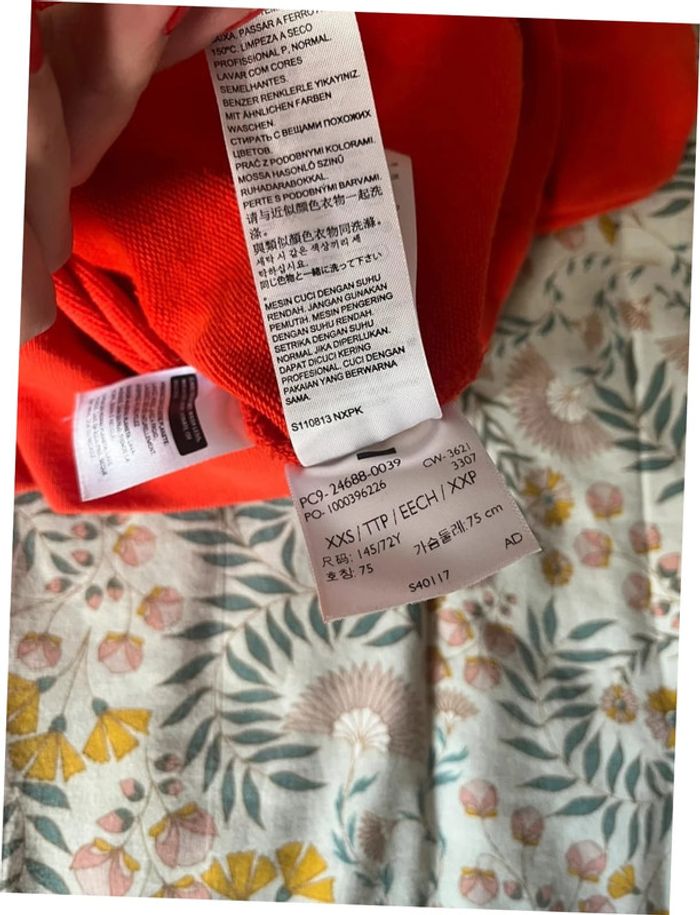 BAIXA, PASSAR A FERRO
150ºC. LIMPEZA A SECO
PROFISSIONAL P, NORMAL.
LAVAR COM CORES
SEMELHANTES.
BENZER RENKLERLE YIKAYINIZ.
MIT ÄHNLICHEN FARBEN
WASCHEN.
СТИРАТЬ С ВЕЩАМИ ПОХОЖИХ
ЦВЕТОВ.
PRAĆ Z PODOBNYMI KOLORAMI.
MOSSA HASONLÓ SZINŰ
RUHADARABOKKAL.
PERTE S PODOBNÝMI BARVAMI.
请与近似颜色衣物一起洗
涤。
與類似顏色衣物同洗滌。
세탁 시 같은 색상끼리 세
탁하십시요.
同じ色物と一緒に洗って下さい
。
MESIN CUCI DENGAN SUHU
RENDAH. JANGAN GUNAKAN
PEMUTIH. MESIN PENGERING
DENGAN SUHU RENDAH.
SETRIKA DENGAN SUHU
NORMAL JIKA DIPERLUKAN.
DAPAT DICUCI KERING
PROFESIONAL. CUCI DENGAN
PAKAIAN YANG BERWARNA
SAMA.
S110813 NXPK
PC9-24688-0039 CW-3621
PO- 1000396226 3307
XXS / TTP / EECH / XXP
尺码: 145/72Y 가슴둘레:75 cm
호칭: 75 AD
S40117